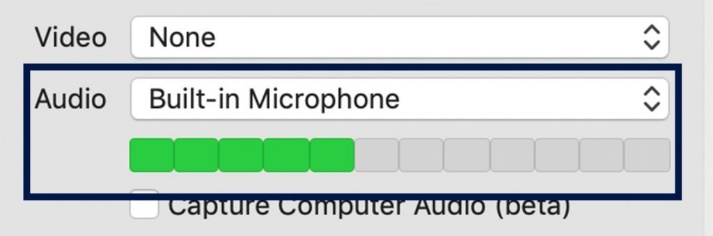 Video None
Audio Built-in Microphone
Capture Computer Audio (beta)